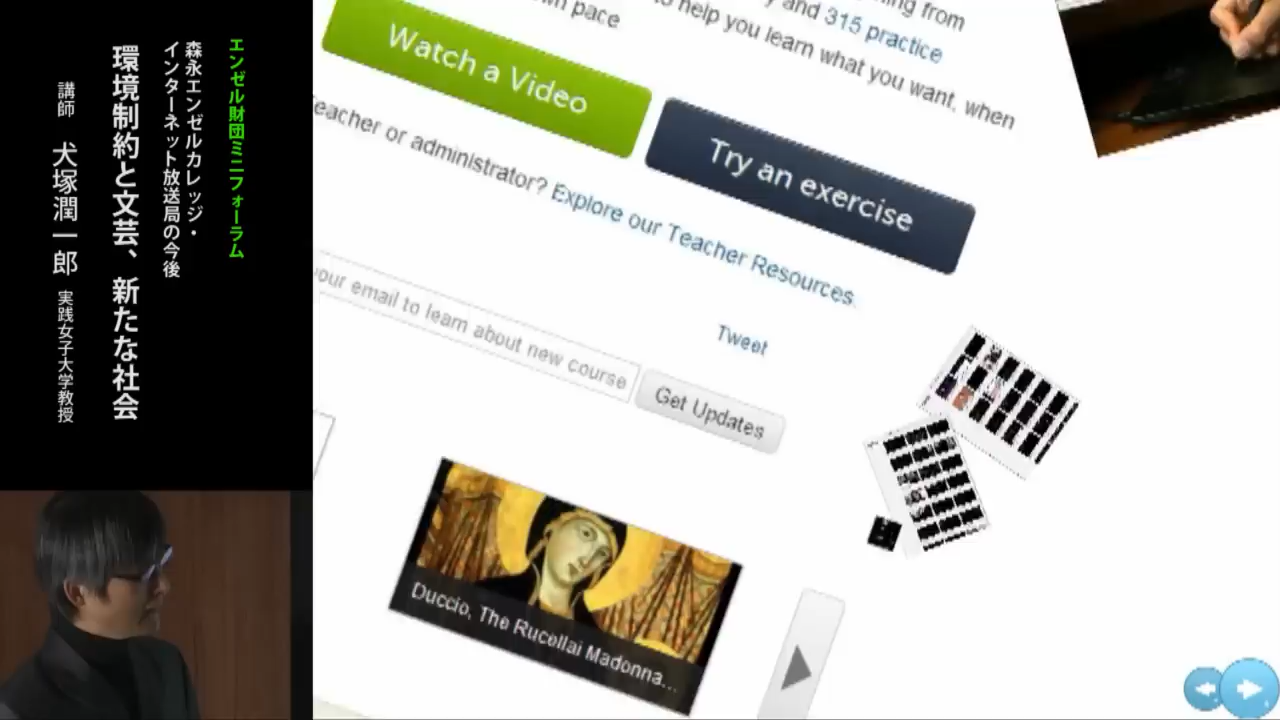 エンゼル財団ミニフォーラム
森永エンゼルカレッジ・
インターネット放送局の今後
環境制約と文芸、新たな社会
講師 犬塚潤一郎 実践女子大学教授
and 315 practice
to help you learn what you want, when
wn pace
Watch a Video
Try an exercise
Teacher or administrator? Explore our Teacher Resources.
your email to learn about new course
Get Updates
Tweet
Duccio, The Rucellai Madonna...